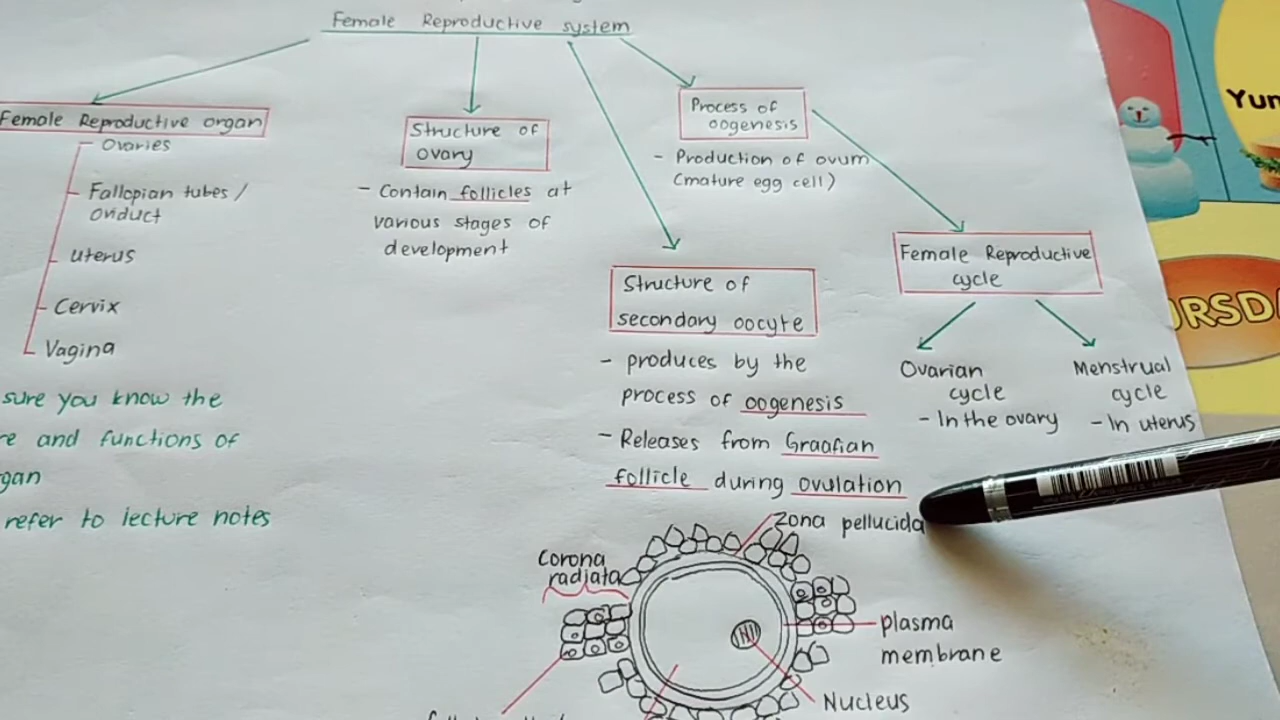 Female Reproductive system
Female Reproductive organ
Ovaries
Fallopian tubes /
oviduct
uterus
Cervix
Vagina
sure you know the
re and functions of
gan
refer to lecture notes
Structure of
ovary
- Contain follicles at
various stages of
development
Process of
oogenesis
- Production of ovum
(mature egg cell)
Structure of
secondary oocyte
- produces by the
process of oogenesis
- Releases from Graafian
follicle during ovulation
Female Reproductive
cycle
Ovarian
cycle
- In the ovary
Menstrual
cycle
- In uterus
Zona pellucida
Corona
radiata
plasma
membrane
Nucleus
Yum
URSDA